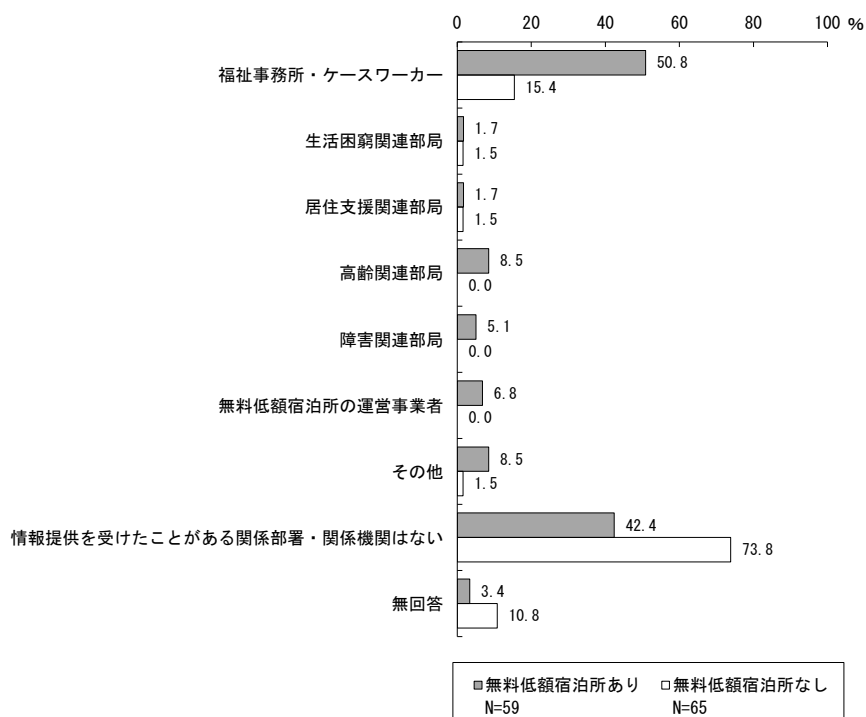 0 20 40 60 80 100 %
福祉事務所・ケースワーカー
50.8
15.4
生活困窮関連部局
1.7
1.5
居住支援関連部局
1.7
1.5
高齢関連部局
8.5
0.0
障害関連部局
5.1
0.0
無料低額宿泊所の運営事業者
6.8
0.0
その他
8.5
1.5
情報提供を受けたことがある関係部署・関係機関はない
42.4
73.8
無回答
3.4
10.8
無料低額宿泊所あり 無料低額宿泊所なし
N=59 N=65